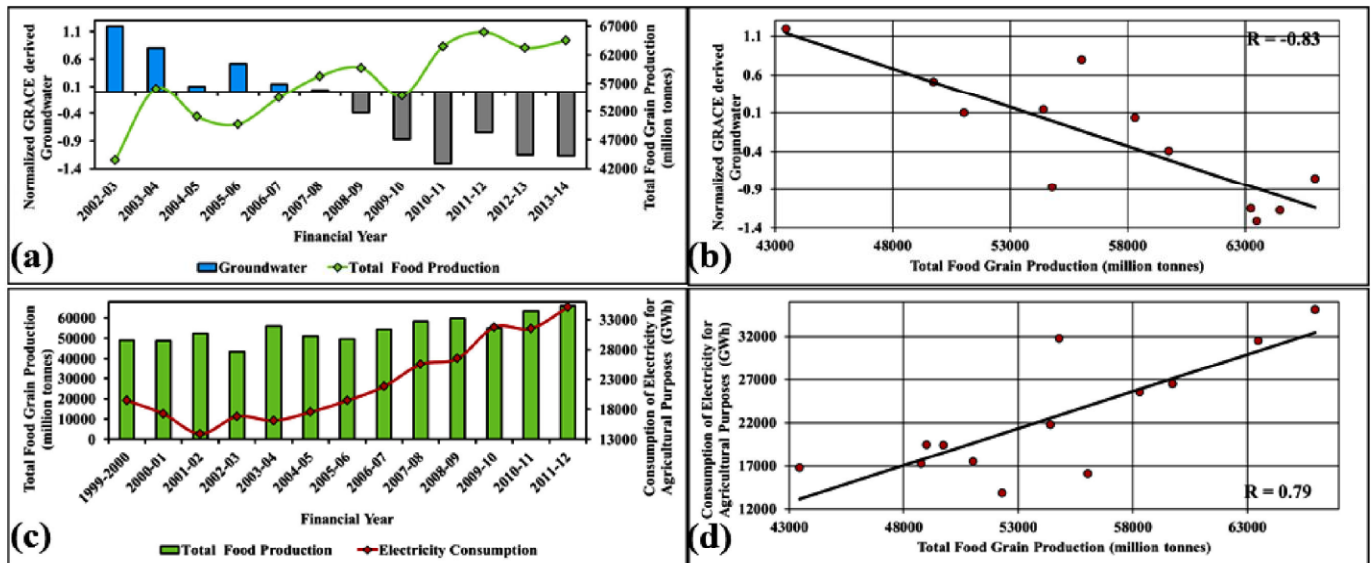 Normalized GRACE derived
Groundwater
1.1
0.6
0.1
-0.4
-0.9
-1.4
67000
62000
57000
52000
47000
42000
Total Food Grain Production
(million tonnes)
2002-03
2003-04
2004-05
2005-06
2006-07
2007-08
2008-09
2009-10
2010-11
2011-12
2012-13
2013-14
Financial Year
(a)
Groundwater
Total Food Production
Normalized GRACE derived
Groundwater
1.1
0.6
0.1
-0.4
-0.9
-1.4
R = -0.83
43000
48000
53000
58000
63000
Total Food Grain Production (million tonnes)
(b)
Total Food Grain Production
(million tonnes)
60000
50000
40000
30000
20000
10000
0
33000
28000
23000
18000
13000
Consumption of Electricity for
Agricultural Purposes (GWh)
1999-2000
2000-01
2001-02
2002-03
2003-04
2004-05
2005-06
2006-07
2007-08
2008-09
2009-10
2010-11
2011-12
Financial Year
(c)
Total Food Production
Electricity Consumption
Consumption of Electricity for
Agricultural Purposes (GWh)
32000
27000
22000
17000
12000
R = 0.79
43000
48000
53000
58000
63000
Total Food Grain Production (million tonnes)
(d)